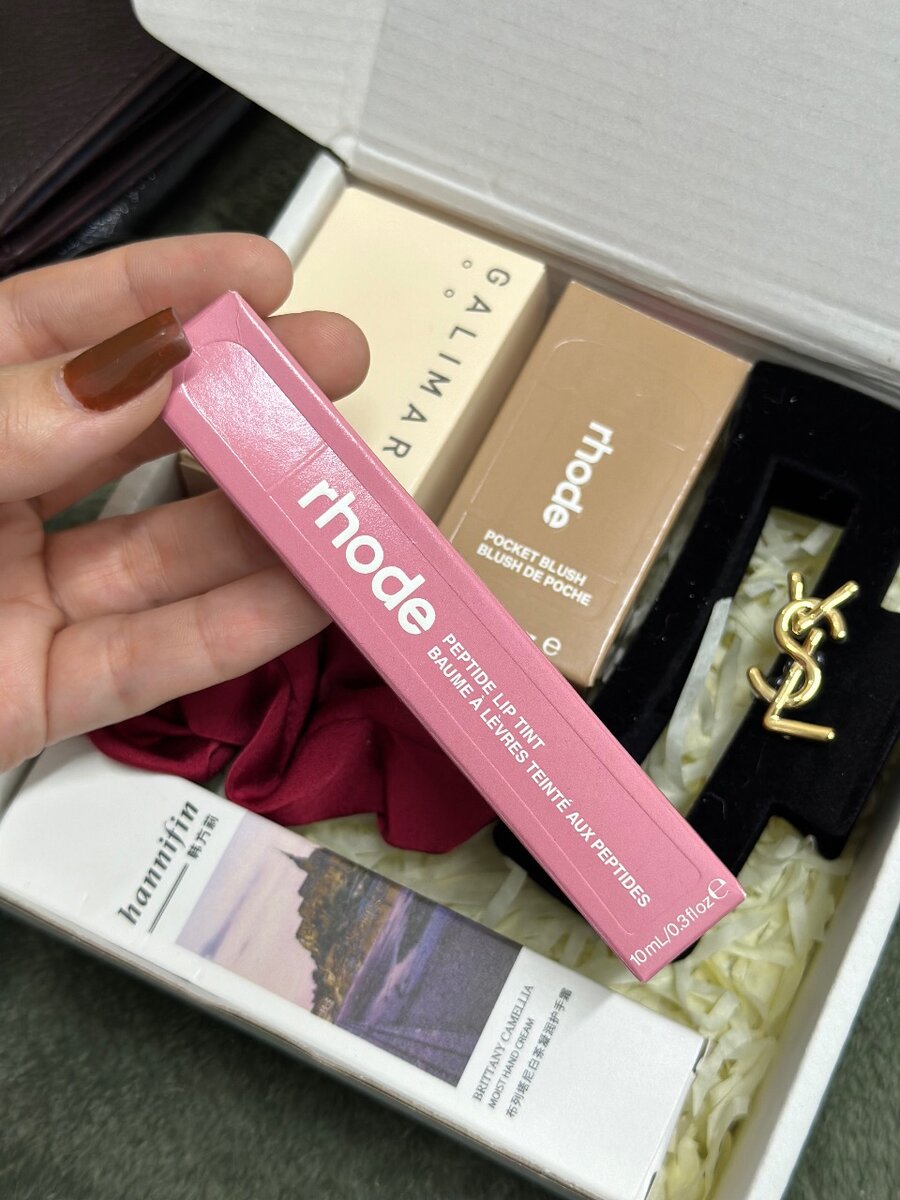 GALIMAR
rhode
POCKET BLUSH
BLUSH DE POCHE
rhode
PEPTIDE LIP TINT
BAUME À LÈVRES TEINTÉ AUX PEPTIDES
10mL/0.3floz℮
YSL
hannifin
韩方莉
BRITTANY CAMELLIA
MOIST HAND CREAM
布列塔尼白茶凝润护手霜